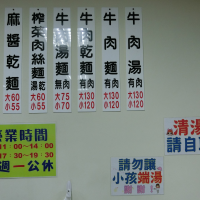 麻醬乾麵
大60
小55
榨菜肉絲麵
湯乾
大60
小55
牛肉湯麵
無肉
大75
小70
牛肉乾麵
有肉
大130
小120
牛肉麵
有肉
大130
小120
牛肉湯
有肉
大130
小120
營業時間
11:00~14:00
17:30~19:30
週一公休
請勿讓
小孩端湯
謝謝!
清湯
請自